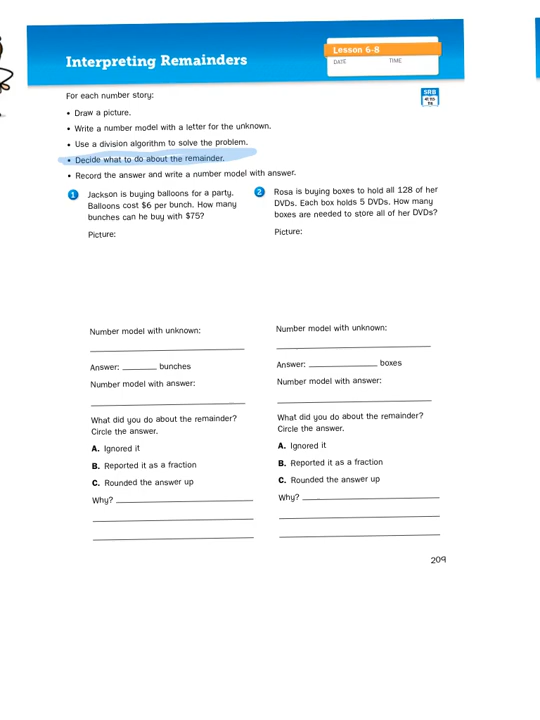 Interpreting Remainders
Lesson 6-8
DATE TIME
SRB
For each number story:
• Draw a picture.
• Write a number model with a letter for the unknown.
• Use a division algorithm to solve the problem.
• Decide what to do about the remainder.
• Record the answer and write a number model with answer.
1 Jackson is buying balloons for a party.
Balloons cost $6 per bunch. How many
bunches can he buy with $75?
Picture:
Number model with unknown:
Answer: ______ bunches
Number model with answer:
What did you do about the remainder?
Circle the answer.
A. Ignored it
B. Reported it as a fraction
C. Rounded the answer up
Why?
2 Rosa is buying boxes to hold all 128 of her
DVDs. Each box holds 5 DVDs. How many
boxes are needed to store all of her DVDs?
Picture:
Number model with unknown:
Answer: ______ boxes
Number model with answer:
What did you do about the remainder?
Circle the answer.
A. Ignored it
B. Reported it as a fraction
C. Rounded the answer up
Why?
209